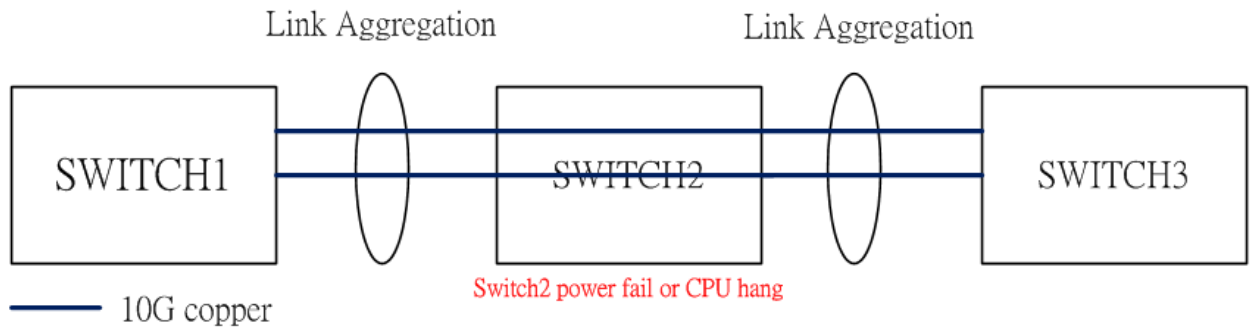 Link Aggregation
Link Aggregation
SWITCH1
SWITCH2
SWITCH3
Switch2 power fail or CPU hang
10G copper